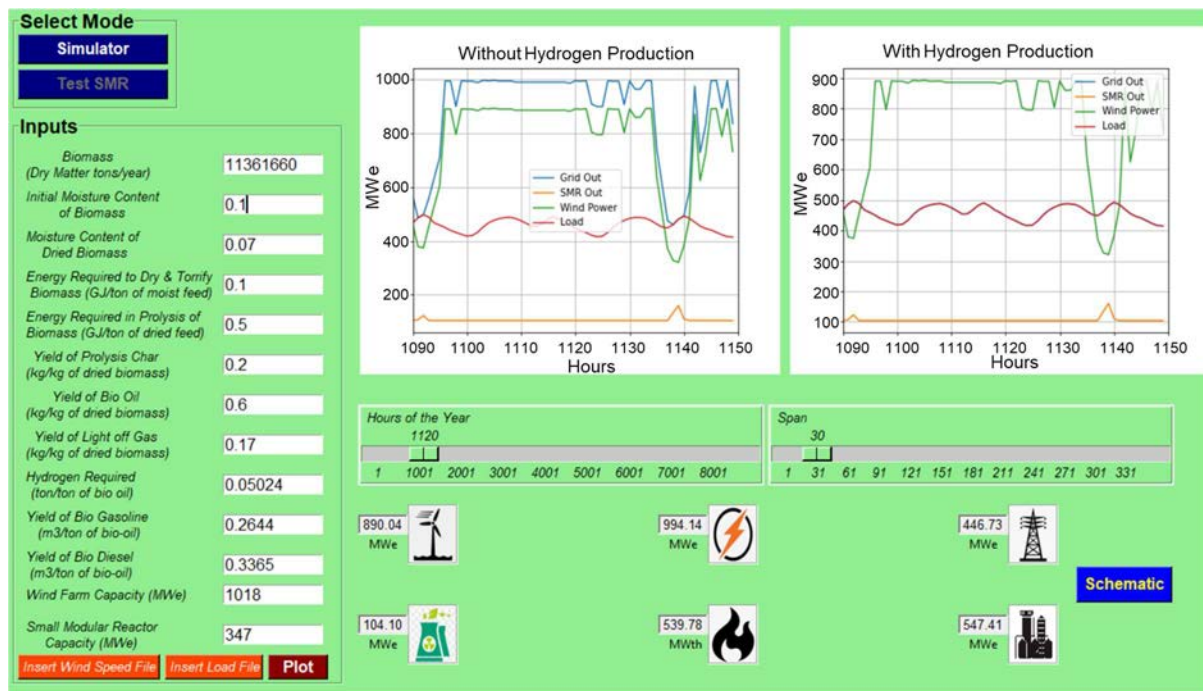 Select Mode
Simulator
Test SMR
Inputs
Biomass
(Dry Matter tons/year)
11361660
Initial Moisture Content
of Biomass
0.1
Moisture Content of
Dried Biomass
0.07
Energy Required to Dry & Torrify
Biomass (GJ/ton of moist feed)
0.1
Energy Required in Prolysis of
Biomass (GJ/ton of dried feed)
0.5
Yield of Prolysis Char
(kg/kg of dried biomass)
0.2
Yield of Bio Oil
(kg/kg of dried biomass)
0.6
Yield of Light off Gas
(kg/kg of dried biomass)
0.17
Hydrogen Required
(ton/ton of bio oil)
0.05024
Yield of Bio Gasoline
(m3/ton of bio-oil)
0.2644
Yield of Bio Diesel
(m3/ton of bio-oil)
0.3365
Wind Farm Capacity (MWe)
1018
Small Modular Reactor
Capacity (MWe)
347
Insert Wind Speed File
Insert Load File
Plot
Without Hydrogen Production
MWe
1000
800
600
400
200
Grid Out
SMR Out
Wind Power
Load
1090 1100 1110 1120 1130 1140 1150
Hours
With Hydrogen Production
900
800
700
600
500
400
300
200
100
Grid Out
SMR Out
Wind Power
Load
1090 1100 1110 1120 1130 1140 1150
Hours
Hours of the Year
1120
1 1001 2001 3001 4001 5001 6001 7001 8001
Span
30
1 31 61 91 121 151 181 211 241 271 301 331
890.04
MWe
994.14
MWe
446.73
MWe
Schematic
104.10
MWe
539.78
MWth
547.41
MWe